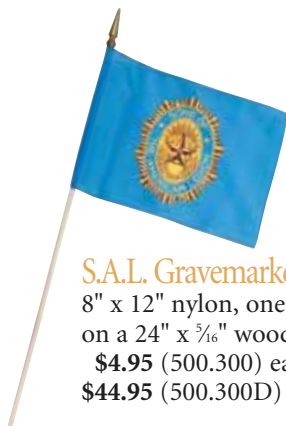 S.A.L. Gravemarke
8" x 12" nylon, one
on a 24" x 5⁄16" wood
$4.95 (500.300) ea
$44.95 (500.300D)